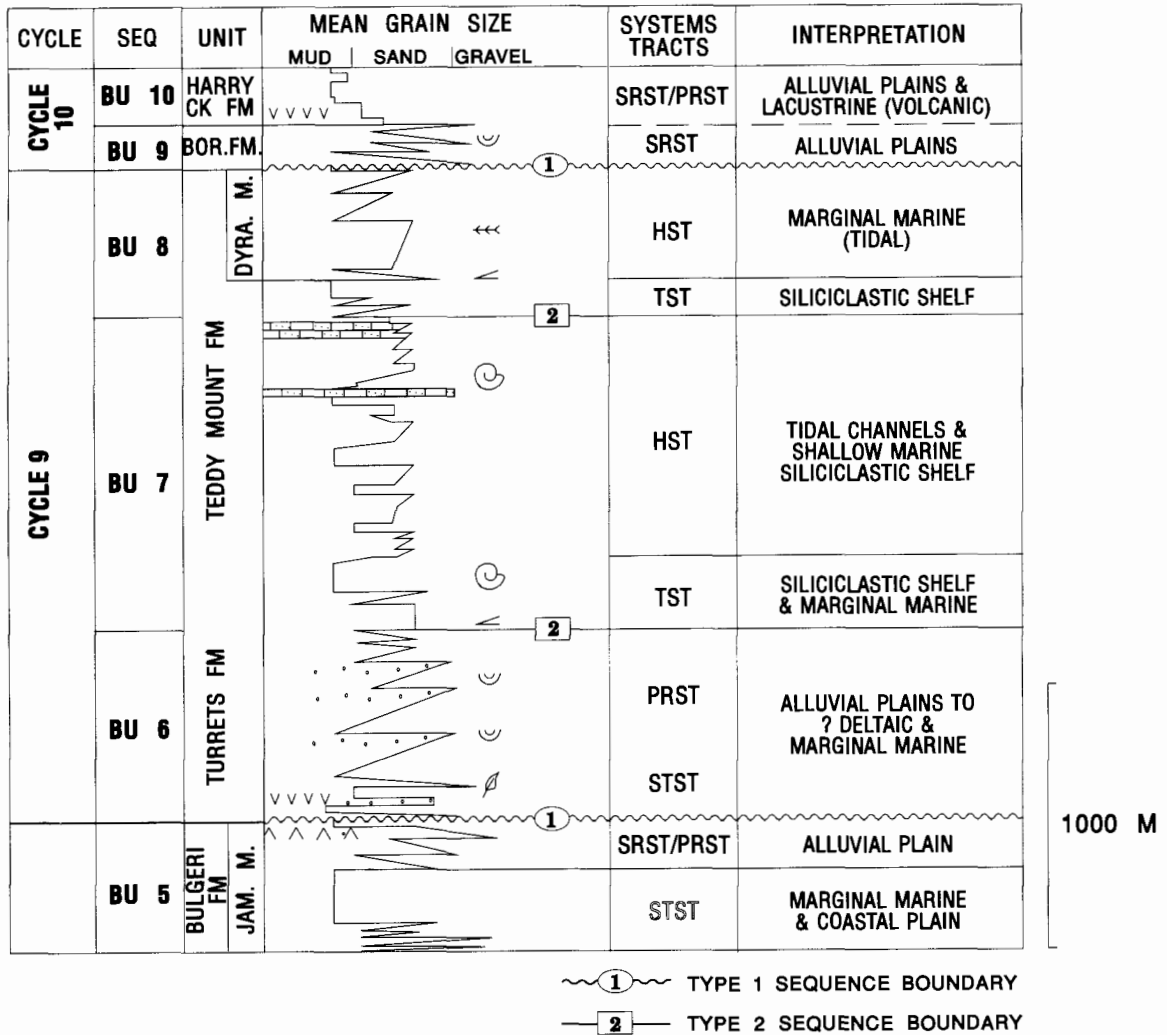 CYCLE SEQ UNIT MEAN GRAIN SIZE SYSTEMS TRACTS INTERPRETATION
MUD SAND GRAVEL
CYCLE 10
BU 10
HARRY CK FM
V V V V
SRST/PRST
ALLUVIAL PLAINS &
LACUSTRINE (VOLCANIC)
BU 9
BOR.FM.
SRST
ALLUVIAL PLAINS
1
CYCLE 9
BU 8
DYRA. M.
HST
MARGINAL MARINE
(TIDAL)
TST
SILICICLASTIC SHELF
2
TEDDY MOUNT FM
BU 7
HST
TIDAL CHANNELS &
SHALLOW MARINE
SILICICLASTIC SHELF
TST
SILICICLASTIC SHELF
& MARGINAL MARINE
2
BU 6
TURRETS FM
PRST
ALLUVIAL PLAINS TO
? DELTAIC &
MARGINAL MARINE
STST
V V V V V
1
BU 5
BULGERI FM
JAM. M.
SRST/PRST
ALLUVIAL PLAIN
STST
MARGINAL MARINE
& COASTAL PLAIN
1000 M
1 TYPE 1 SEQUENCE BOUNDARY
2 TYPE 2 SEQUENCE BOUNDARY